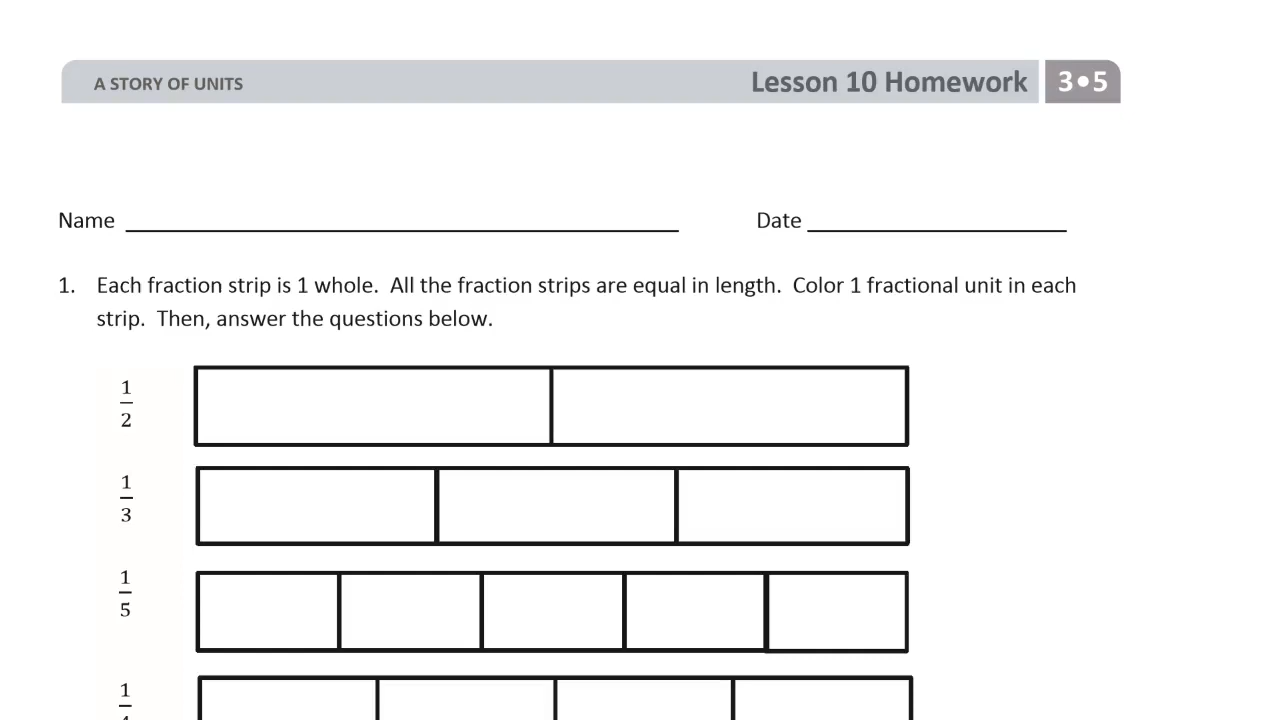 A STORY OF UNITS
Lesson 10 Homework 3•5
Name
Date
1. Each fraction strip is 1 whole. All the fraction strips are equal in length. Color 1 fractional unit in each
strip. Then, answer the questions below.
1
2
1
3
1
5
1